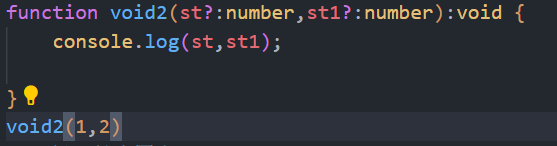 function void2(st?:number,st1?:number):void {
    console.log(st,st1);
}
void2(1,2)